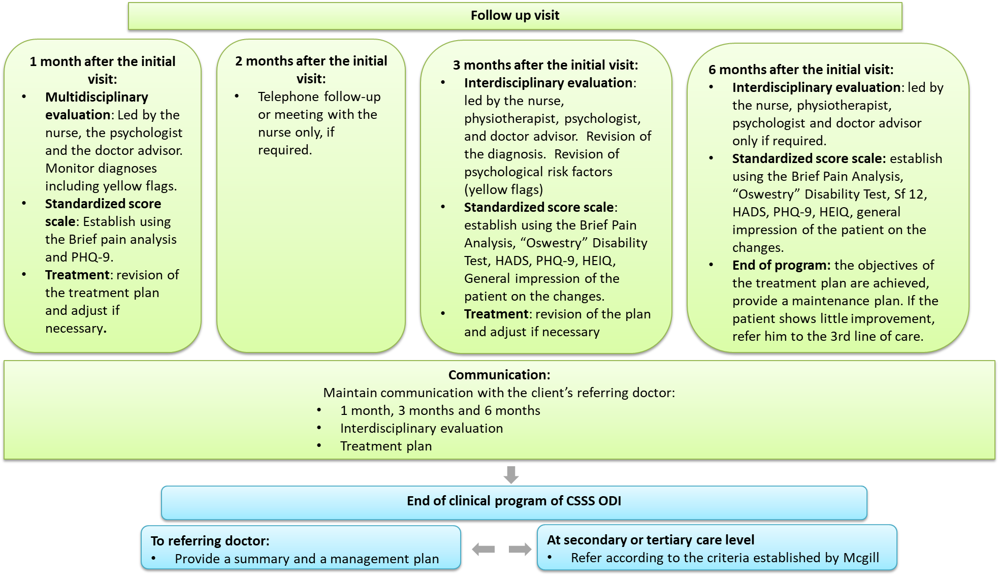 Follow up visit
1 month after the initial
visit:
• Multidisciplinary
evaluation: Led by the
nurse, the psychologist
and the doctor advisor.
Monitor diagnoses
including yellow flags.
• Standardized score
scale: Establish using
the Brief pain analysis
and PHQ-9.
• Treatment: revision of
the treatment plan
and adjust if
necessary.
2 months after the initial
visit:
• Telephone follow-up
or meeting with the
nurse only, if
required.
3 months after the initial visit:
• Interdisciplinary evaluation:
led by the nurse,
physiotherapist, psychologist,
and doctor advisor. Revision of
the diagnosis. Revision of
psychological risk factors
(yellow flags)
• Standardized score scale:
establish using the Brief Pain
Analysis, “Oswestry” Disability
Test, HADS, PHQ-9, HEIQ,
General impression of the
patient on the changes.
• Treatment: revision of the plan
and adjust if necessary
6 months after the initial visit:
• Interdisciplinary evaluation: led by
the nurse, physiotherapist,
psychologist and doctor advisor
only if required.
• Standardized score scale: establish
using the Brief Pain Analysis,
“Oswestry” Disability Test, Sf 12,
HADS, PHQ-9, HEIQ, general
impression of the patient on the
changes.
• End of program: the objectives of
the treatment plan are achieved,
provide a maintenance plan. If the
patient shows little improvement,
refer him to the 3rd line of care.
Communication:
Maintain communication with the client’s referring doctor:
• 1 month, 3 months and 6 months
• Interdisciplinary evaluation
• Treatment plan
End of clinical program of CSSS ODI
To referring doctor:
• Provide a summary and a management plan
At secondary or tertiary care level
• Refer according to the criteria established by Mcgill